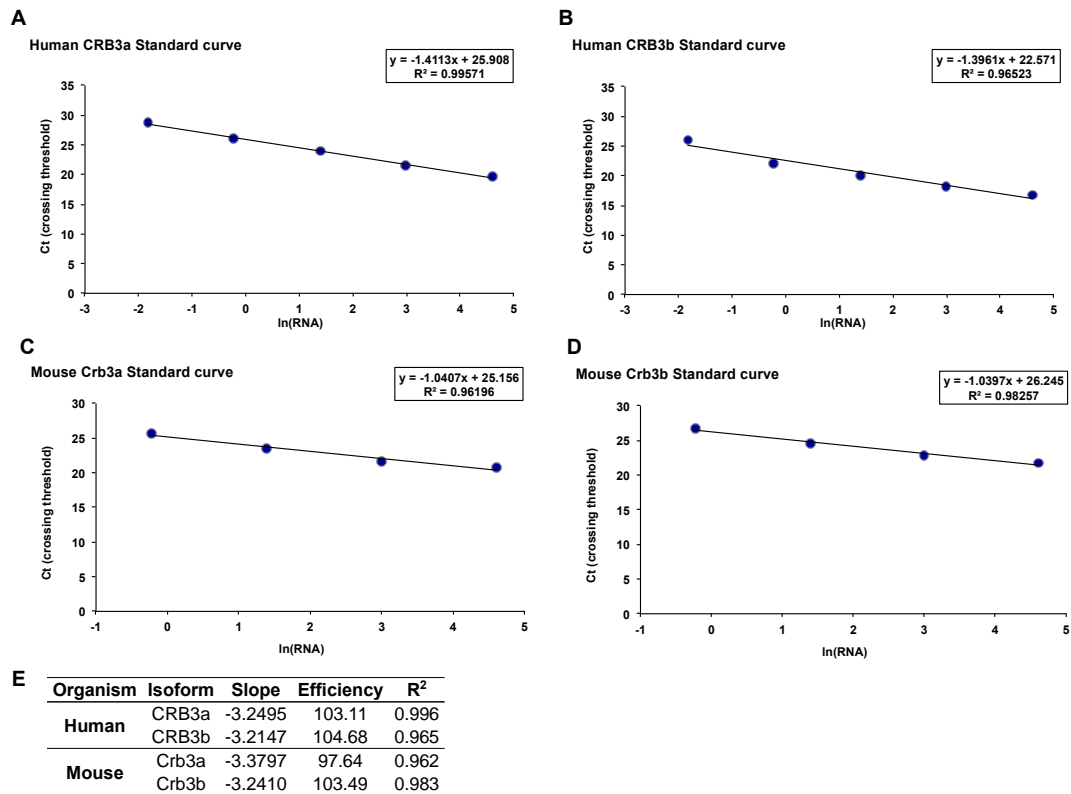 A
Human CRB3a Standard curve
y = -1.4113x + 25.908
R² = 0.99571
Ct (crossing threshold)
35
30
25
20
15
10
5
0
-3 -2 -1 0 1 2 3 4 5
ln(RNA)
B
Human CRB3b Standard curve
y = -1.3961x + 22.571
R² = 0.96523
Ct (crossing threshold)
35
30
25
20
15
10
5
0
-3 -2 -1 0 1 2 3 4 5
ln(RNA)
C
Mouse Crb3a Standard curve
y = -1.0407x + 25.156
R² = 0.96196
Ct (crossing threshold)
30
25
20
15
10
5
0
-1 0 1 2 3 4 5
ln(RNA)
D
Mouse Crb3b Standard curve
y = -1.0397x + 26.245
R² = 0.98257
Ct (crossing threshold)
30
25
20
15
10
5
0
-1 0 1 2 3 4 5
ln(RNA)
E
Organism Isoform Slope Efficiency R²
Human CRB3a -3.2495 103.11 0.996
CRB3b -3.2147 104.68 0.965
Mouse Crb3a -3.3797 97.64 0.962
Crb3b -3.2410 103.49 0.983